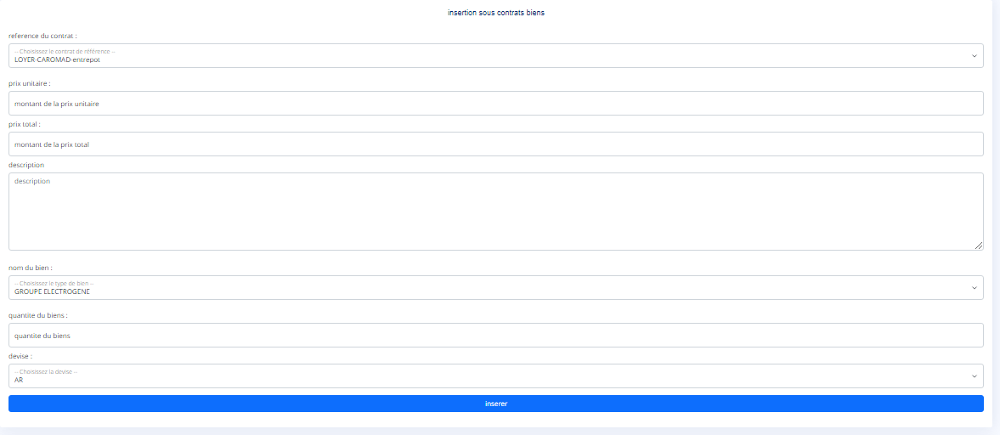 insertion sous contrats biens
reference du contrat :
-- Choisissez le contrat de référence --
LOYER-CAROMAD-entrepot
prix unitaire :
montant de la prix unitaire
prix total :
montant de la prix total
description
description
nom du bien :
-- Choisissez le type de bien --
GROUPE ELECTROGENE
quantite du biens :
quantite du biens
devise :
-- Choisissez la devise --
AR
inserer